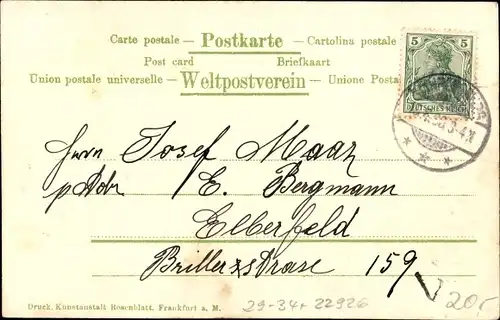 Carte postale — Postkarte — Cartolina postale
Post card Briefkaart
Union postale universelle — Weltpostverein — Unione Posta
5 5
DEUTSCHES REICH
Herrn Josef Maaz
p Adr E. Bergmann
Elberfeld
Brillerstrase 159
Druck. Kunstanstalt Rosenblatt, Frankfurt a. M.
29-34+22926
20.-